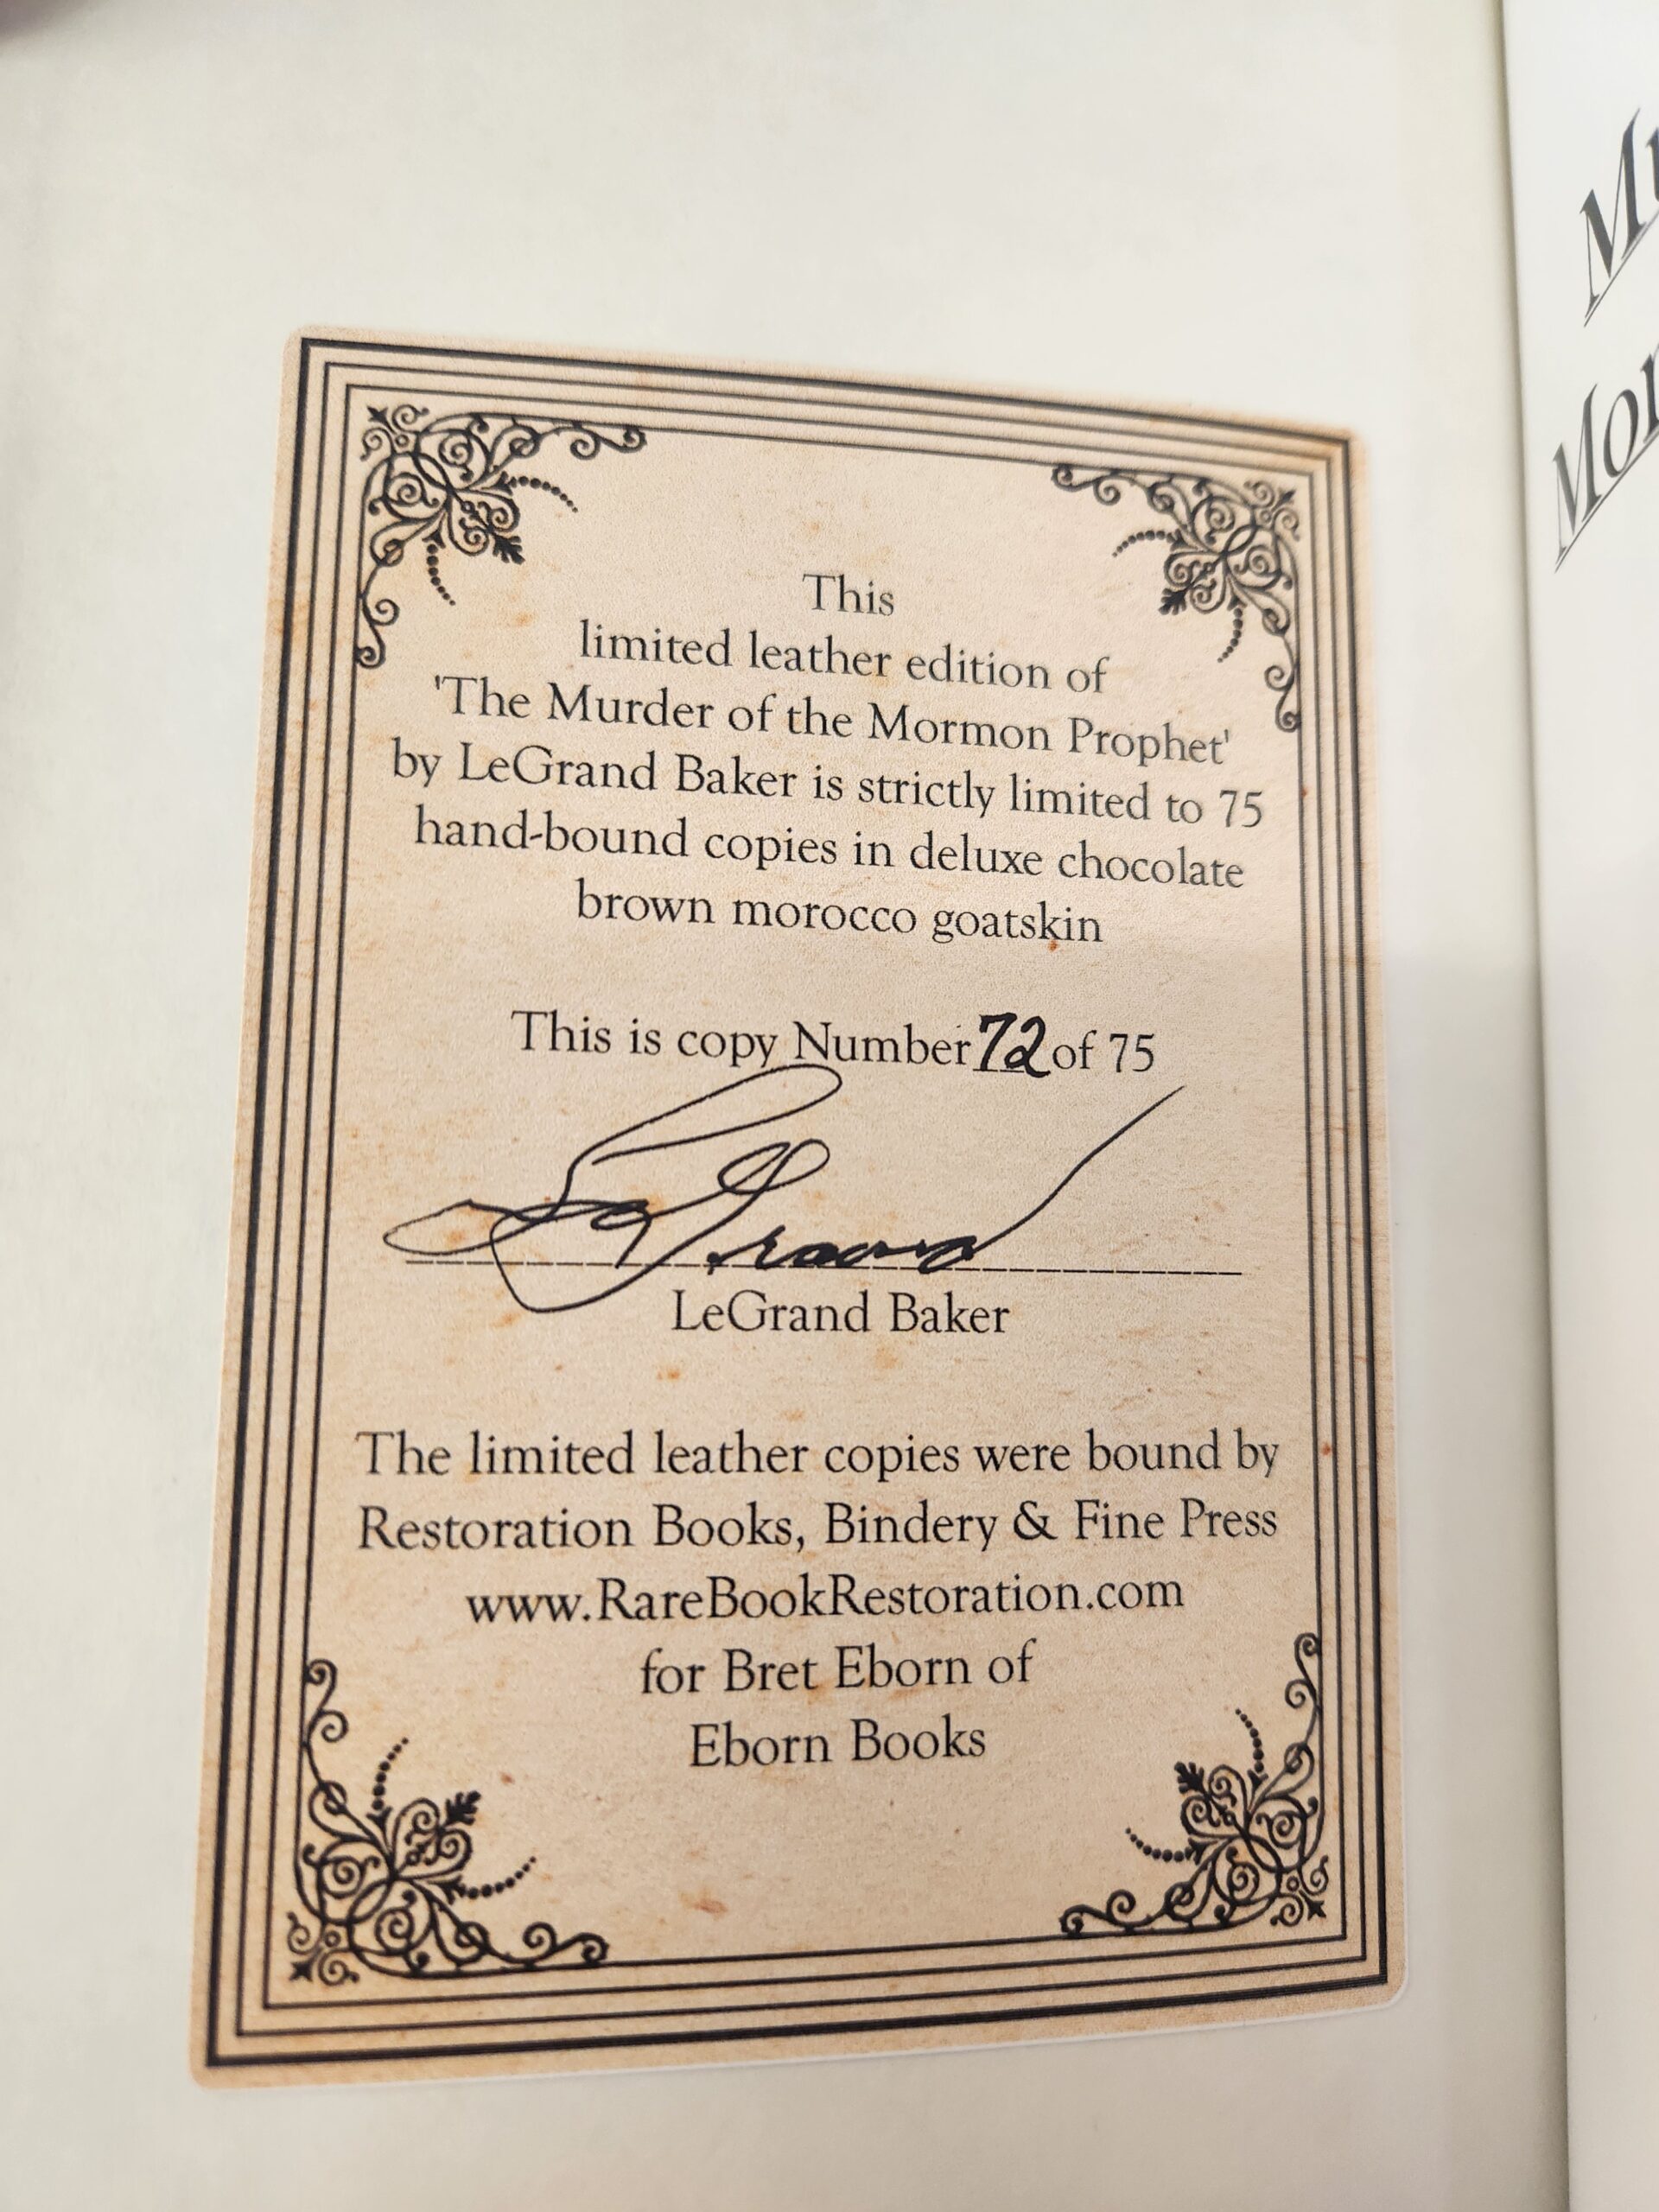 This
limited leather edition of
'The Murder of the Mormon Prophet'
by LeGrand Baker is strictly limited to 75
hand-bound copies in deluxe chocolate
brown morocco goatskin
This is copy Number 72 of 75
LeGrand
LeGrand Baker
The limited leather copies were bound by
Restoration Books, Bindery & Fine Press
www.RareBookRestoration.com
for Bret Eborn of
Eborn Books